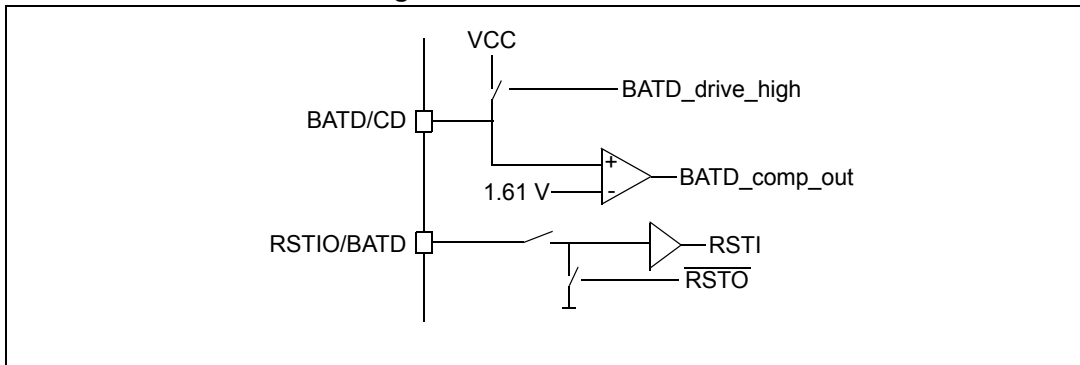 VCC
BATD_drive_high
BATD/CD
+
BATD_comp_out
1.61 V
-
RSTIO/BATD
RSTI
RSTO